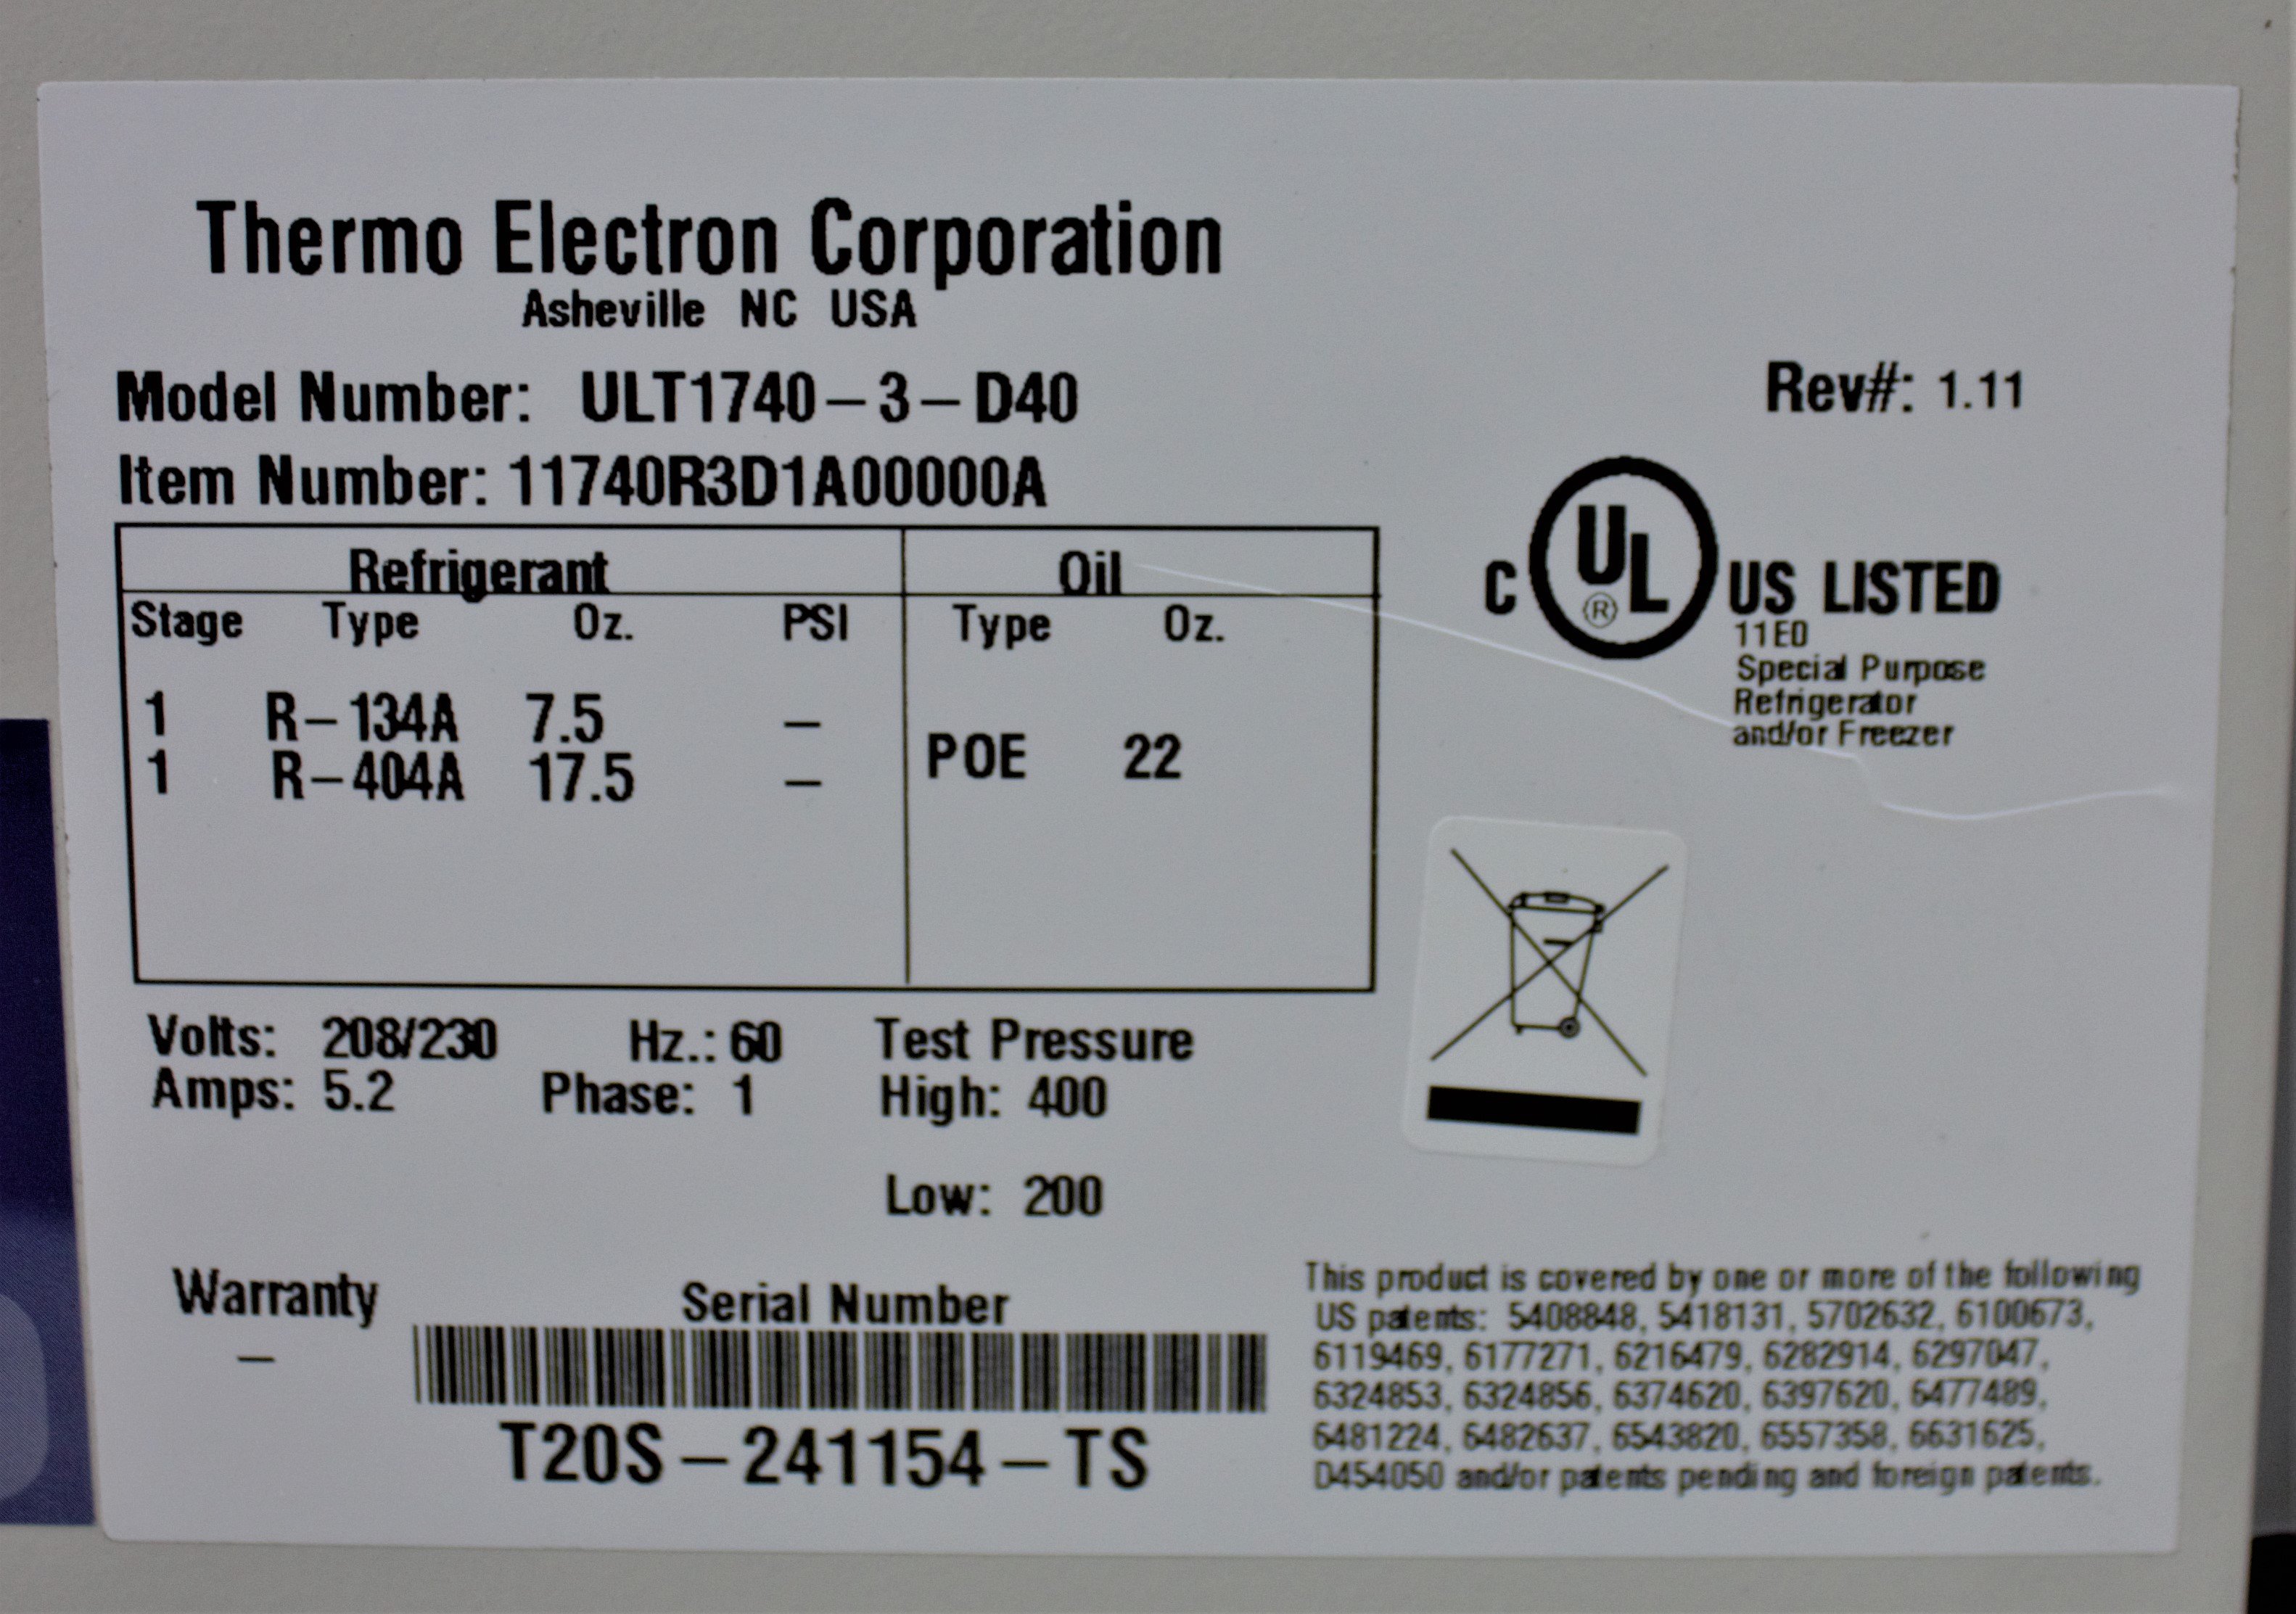 Thermo Electron Corporation
Asheville NC USA
Model Number: ULT1740-3-D40
Rev#: 1.11
Item Number: 11740R3D1A00000A
Refrigerant Oil
Stage Type Oz. PSI Type Oz.
1 R-134A 7.5 -
1 R-404A 17.5 -
POE 22
C UL ® US LISTED
11E0
Special Purpose
Refrigerator
and/or Freezer
Volts: 208/230 Hz.: 60 Test Pressure
Amps: 5.2 Phase: 1 High: 400
Low: 200
Warranty
-
Serial Number
T20S-241154-TS
This product is covered by one or more of the following
US patents: 5408848, 5418131, 5702632, 6100673,
6119469, 6177271, 6216479, 6282914, 6297047,
6324853, 6324856, 6374620, 6397620, 6477489,
6481224, 6482637, 6543820, 6557358, 6631625,
D454050 and/or patents pending and foreign patents.